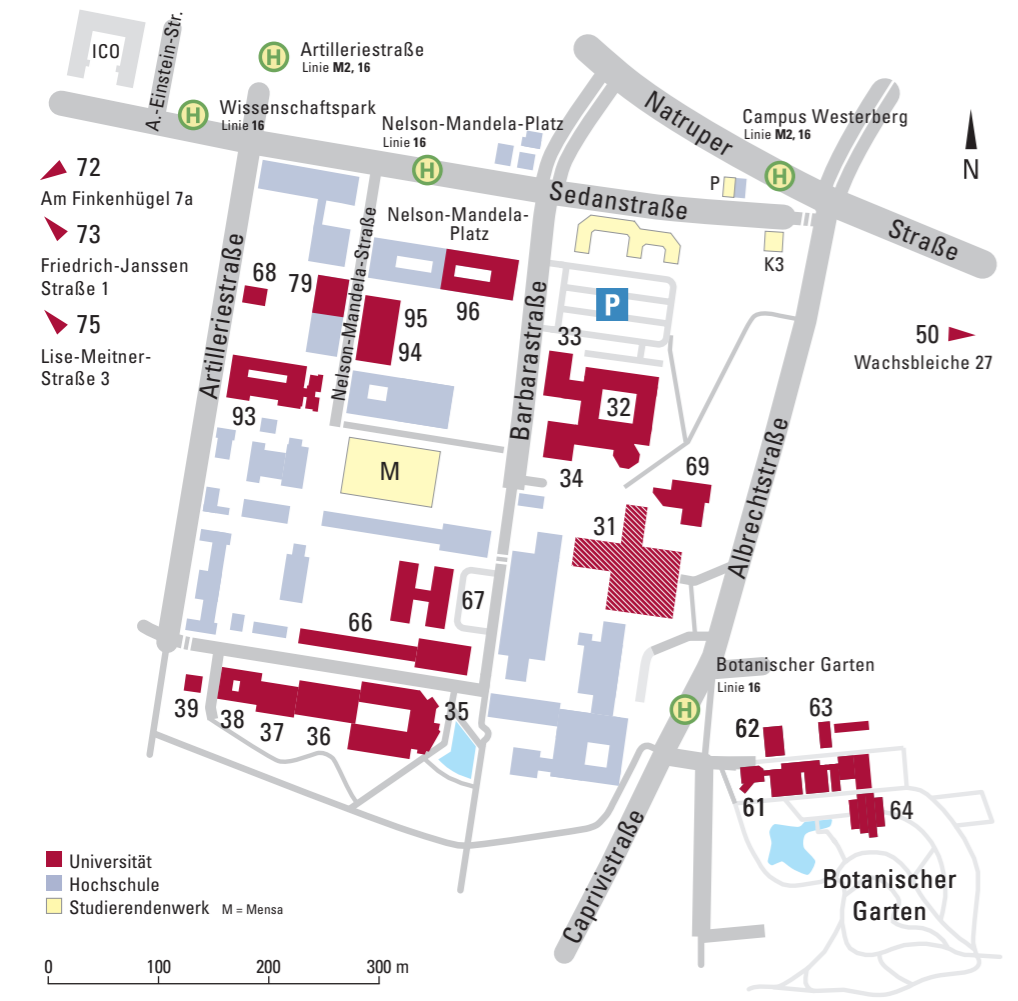 ICO
A.-Einstein-Str.
H
Artilleriestraße
Linie M2, 16
H
Wissenschaftspark
Linie 16
Nelson-Mandela-Platz
Linie 16
H
Natruper
Straße
Campus Westerberg
Linie M2, 16
H
P
K3
N
Sedanstraße
72
Am Finkenhügel 7a
73
Friedrich-Janssen
Straße 1
75
Lise-Meitner-
Straße 3
Nelson-Mandela-
Platz
Artilleriestraße
Nelson-Mandela-Straße
Barbarastraße
Albrechtstraße
68
79
95
94
96
P
33
32
34
50
Wachsbleiche 27
93
M
69
31
67
66
39
38
37
36
35
Botanischer Garten
Linie 16
H
62
63
61
64
Caprivistraße
Botanischer
Garten
Universität
Hochschule
Studierendenwerk M = Mensa
0 100 200 300 m